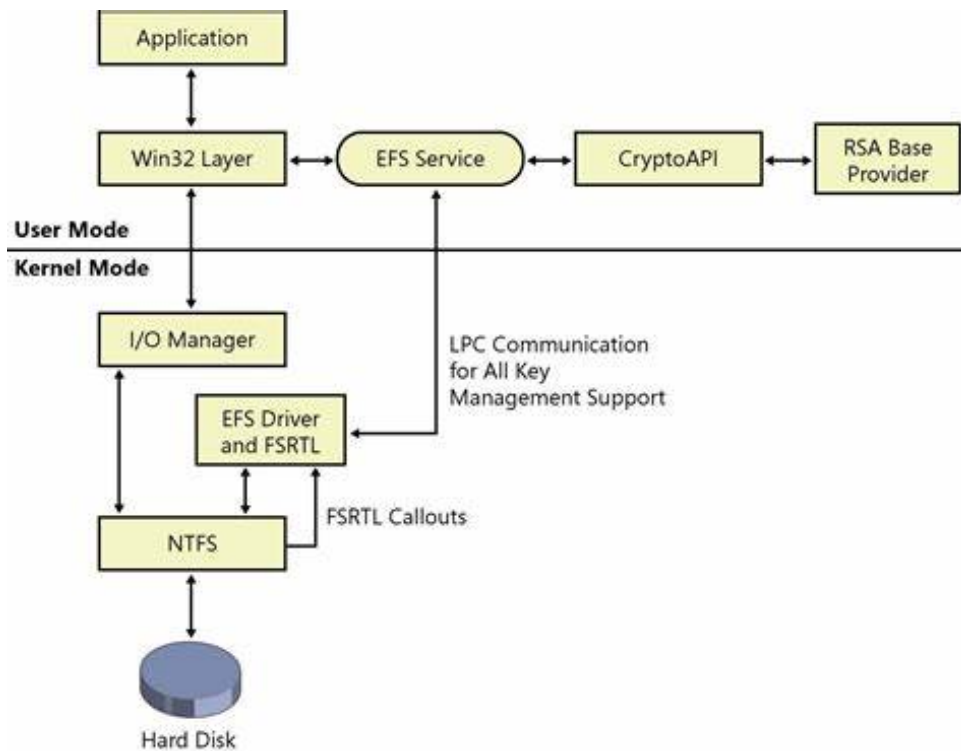 Application
Win32 Layer
EFS Service
CryptoAPI
RSA Base
Provider
User Mode
Kernel Mode
I/O Manager
LPC Communication
for All Key
Management Support
EFS Driver
and FSRTL
FSRTL Callouts
NTFS
Hard Disk